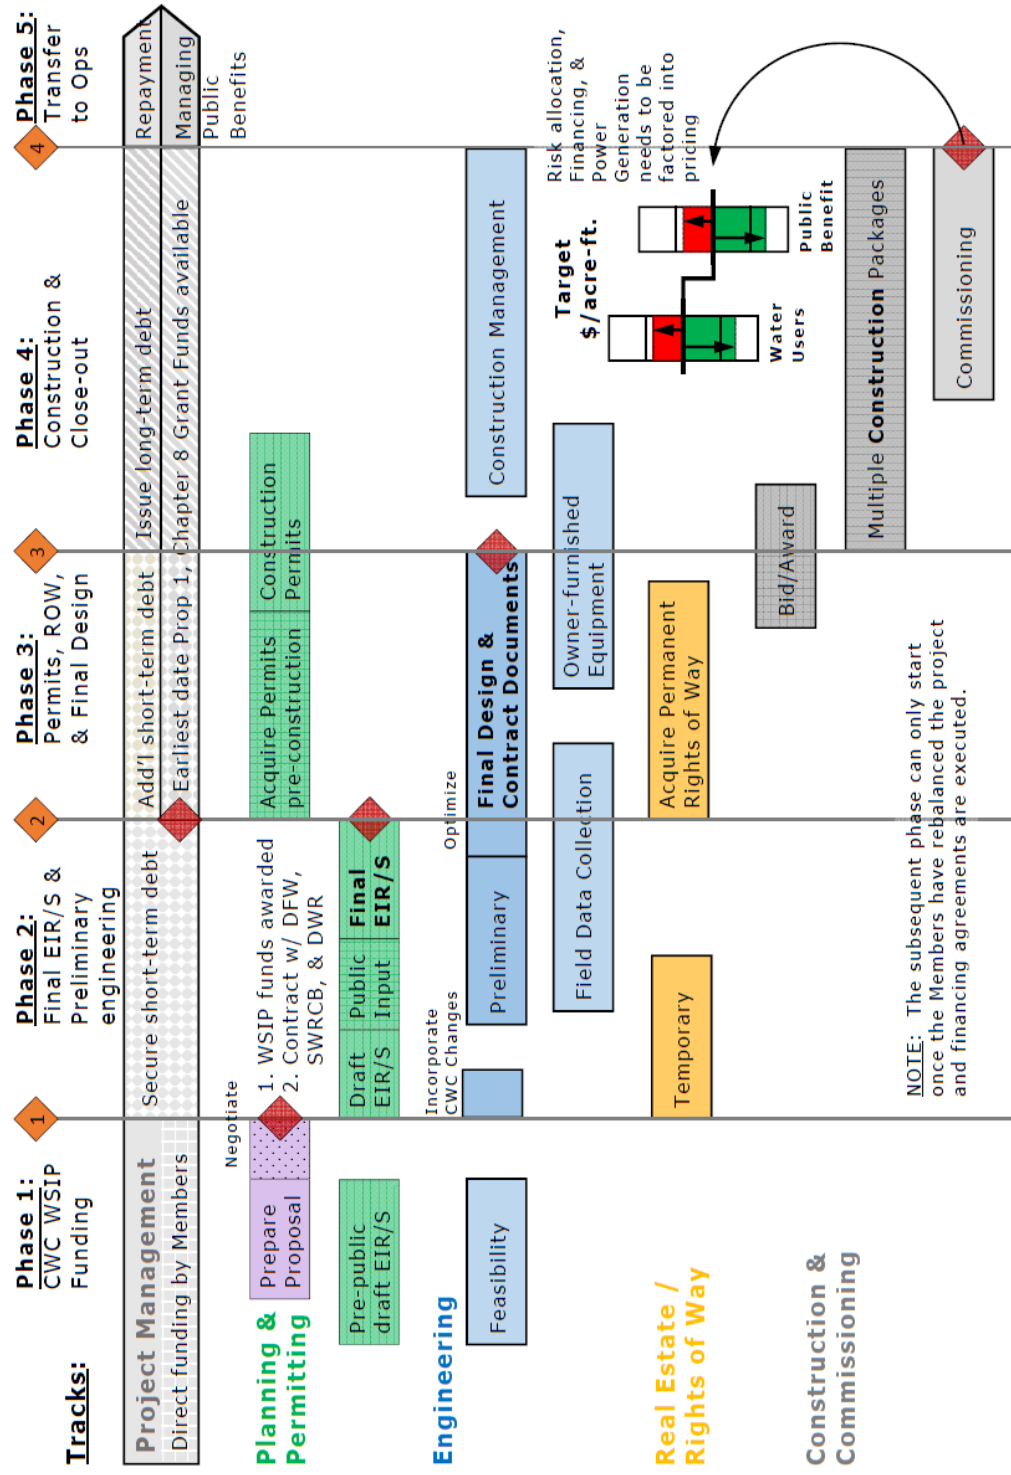 Tracks:
Phase 1:
CWC WSIP
Funding
1
Phase 2:
Final EIR/S &
Preliminary
engineering
2
Phase 3:
Permits, ROW,
& Final Design
3
Phase 4:
Construction &
Close-out
4
Phase 5:
Transfer
to Ops
Project Management
Secure short-term debt
Add'l short-term debt
Issue long-term debt
Repayment
Direct funding by Members
Earliest date Prop 1, Chapter 8 Grant Funds available
Managing
Public
Benefits
Planning &
Permitting
Negotiate
Prepare
Proposal
1. WSIP funds awarded
2. Contract w/ DFW,
SWRCB, & DWR
Acquire Permits
pre-construction
Construction
Permits
Pre-public
draft EIR/S
Draft
EIR/S
Public
Input
Final
EIR/S
Engineering
Incorporate
CWC Changes
Optimize
Feasibility
Preliminary
Final Design &
Contract Documents
Construction Management
Field Data Collection
Owner-furnished
Equipment
Target
$/acre-ft.
Water
Users
Public
Benefit
Risk allocation,
Financing, &
Power
Generation
needs to be
factored into
pricing
Real Estate /
Rights of Way
Temporary
Acquire Permanent
Rights of Way
Construction &
Commissioning
Bid/Award
Multiple Construction Packages
Commissioning
NOTE: The subsequent phase can only start
once the Members have rebalanced the project
and financing agreements are executed.